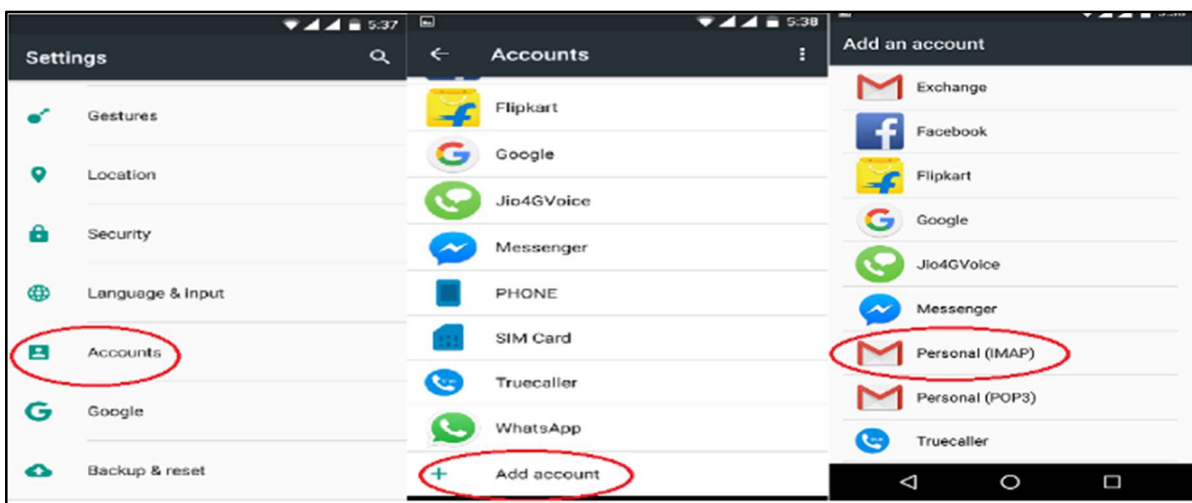 5:37
Settings
Gestures
Location
Security
Language & input
Accounts
Google
Backup & reset
5:38
Accounts
Flipkart
Google
Jio4GVoice
Messenger
PHONE
SIM Card
Truecaller
WhatsApp
Add account
Add an account
Exchange
Facebook
Flipkart
Google
Jio4GVoice
Messenger
Personal (IMAP)
Personal (POP3)
Truecaller